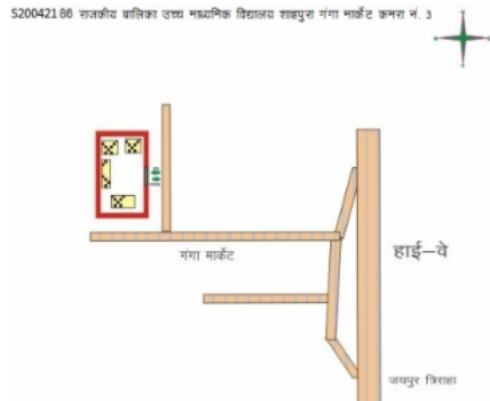 S20042186 राजकीय बालिका उच्च माध्यमिक विद्यालय शाहपुरा गंगा मार्केट कमरा नं. 3
गंगा मार्केट
हाई–वे
जयपुर त्रिराहा